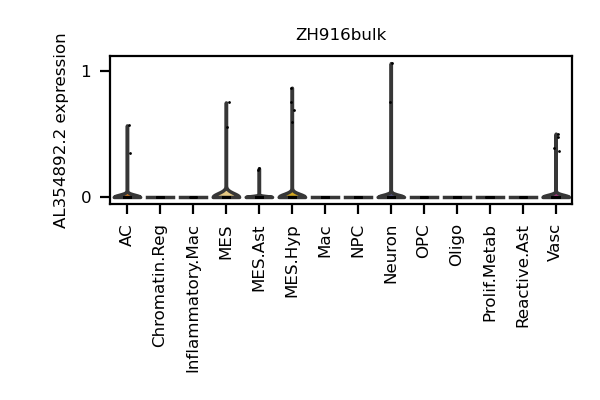 ZH916bulk
AL354892.2 expression
1
0
AC
Chromatin.Reg
Inflammatory.Mac
MES
MES.Ast
MES.Hyp
Mac
NPC
Neuron
OPC
Oligo
Prolif.Metab
Reactive.Ast
Vasc